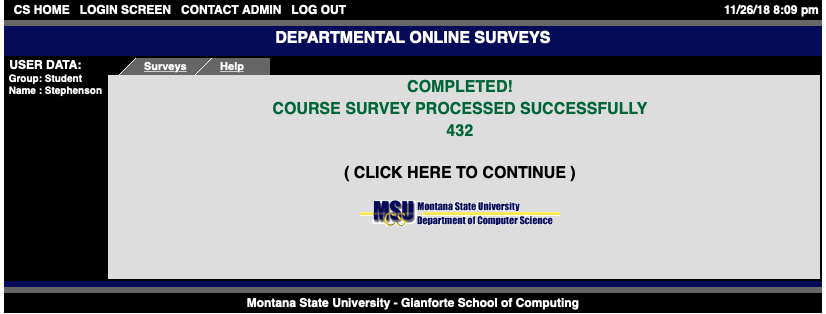 CS HOME LOGIN SCREEN CONTACT ADMIN LOG OUT 11/26/18 8:09 pm
DEPARTMENTAL ONLINE SURVEYS
USER DATA:
Group: Student
Name : Stephenson
Surveys Help
COMPLETED!
COURSE SURVEY PROCESSED SUCCESSFULLY
432
( CLICK HERE TO CONTINUE )
MSU CS Montana State University
Department of Computer Science
Montana State University - Gianforte School of Computing